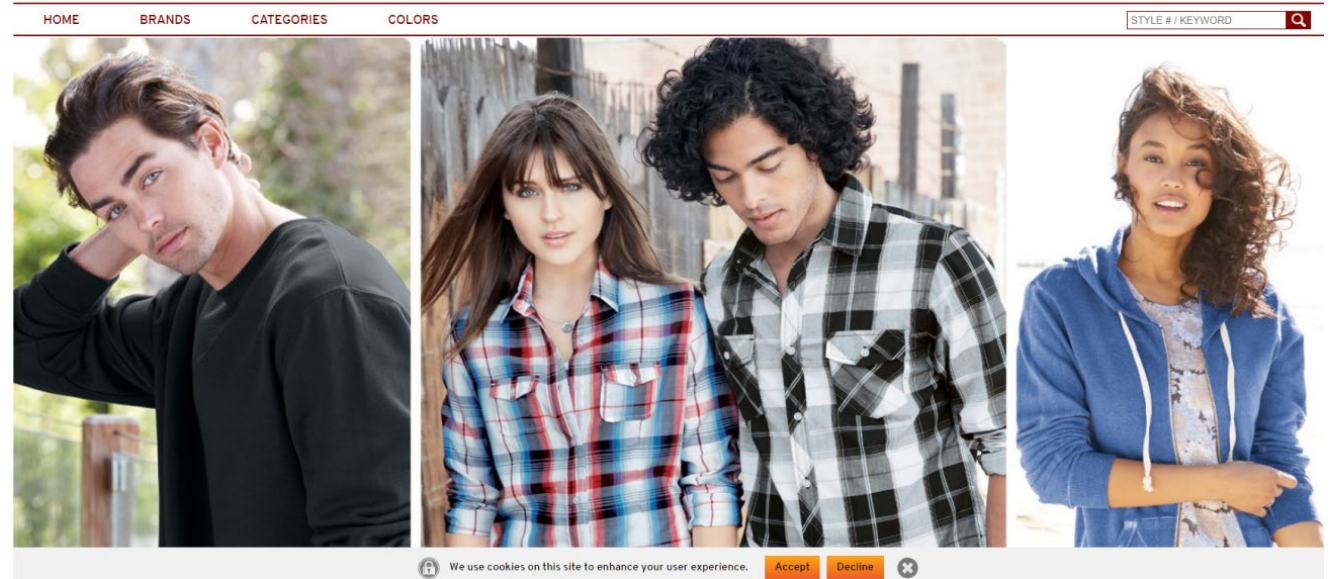 HOME BRANDS CATEGORIES COLORS STYLE # / KEYWORD
We use cookies on this site to enhance your user experience. Accept Decline